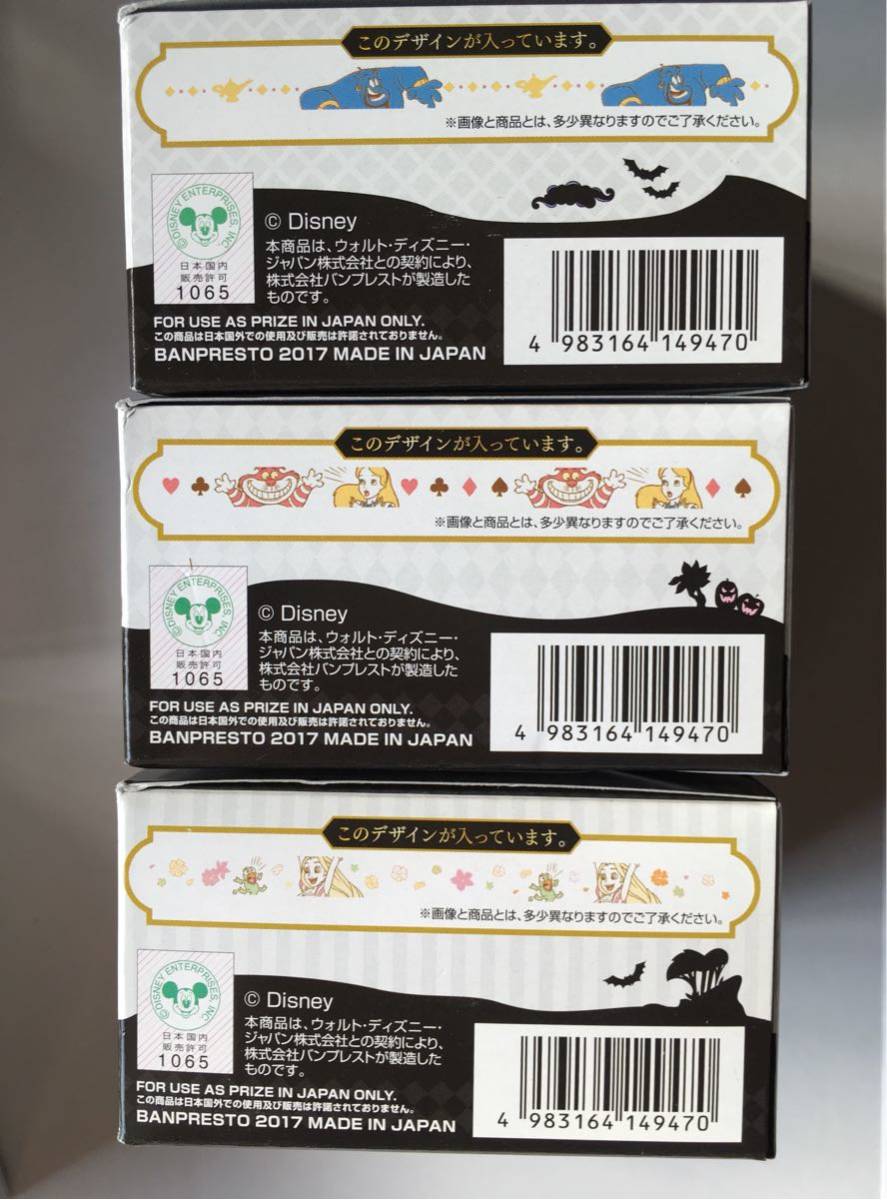 このデザインが入っています。
※画像と商品とは、多少異なりますのでご了承ください。
©DISNEY ENTERPRISES, INC
日本国内
販売許可
1065
© Disney
本商品は、ウォルト・ディズニー・
ジャパン株式会社との契約により、
株式会社バンプレストが製造した
ものです。
FOR USE AS PRIZE IN JAPAN ONLY.
この商品は日本国外での使用及び販売は許諾されておりません。
BANPRESTO 2017 MADE IN JAPAN
4 983164 149470
このデザインが入っています。
※画像と商品とは、多少異なりますのでご了承ください。
©DISNEY ENTERPRISES, INC
日本国内
販売許可
1065
© Disney
本商品は、ウォルト・ディズニー・
ジャパン株式会社との契約により、
株式会社バンプレストが製造した
ものです。
FOR USE AS PRIZE IN JAPAN ONLY.
この商品は日本国外での使用及び販売は許諾されておりません。
BANPRESTO 2017 MADE IN JAPAN
4 983164 149470
このデザインが入っています。
※画像と商品とは、多少異なりますのでご了承ください。
©DISNEY ENTERPRISES, INC
日本国内
販売許可
1065
© Disney
本商品は、ウォルト・ディズニー・
ジャパン株式会社との契約により、
株式会社バンプレストが製造した
ものです。
FOR USE AS PRIZE IN JAPAN ONLY.
この商品は日本国外での使用及び販売は許諾されておりません。
BANPRESTO 2017 MADE IN JAPAN
4 983164 149470